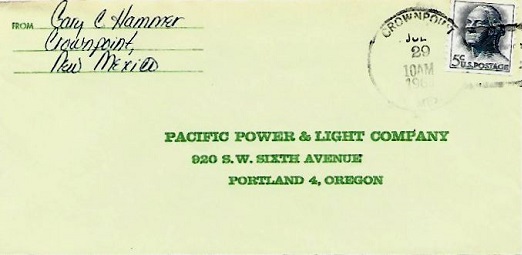 FROM Gary C Hammer
Crownpoint,
New Mexico
CROWNPOINT
JUL
29
10AM
5¢ U.S. POSTAGE
PACIFIC POWER & LIGHT COMPANY
920 S.W. SIXTH AVENUE
PORTLAND 4, OREGON